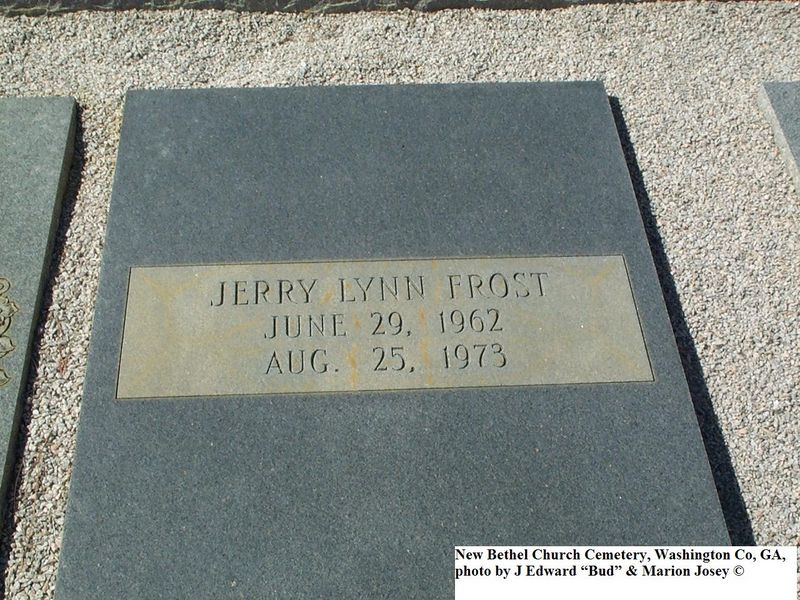 JERRY LYNN FROST
JUNE 29, 1962
AUG. 25, 1973
New Bethel Church Cemetery, Washington Co, GA,
photo by J Edward “Bud” & Marion Josey ©